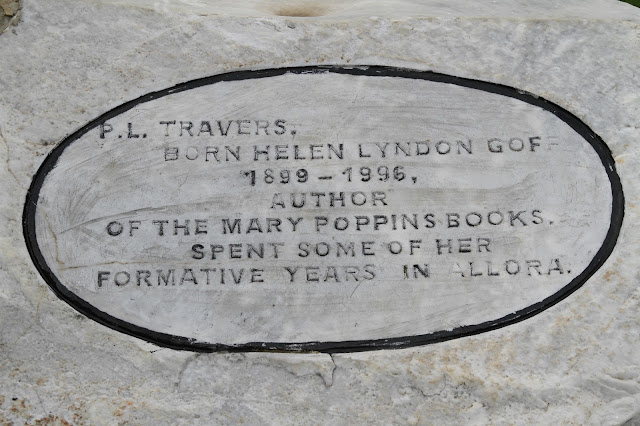 P.L. TRAVERS.
BORN HELEN LYNDON GOFF
1899 - 1996,
AUTHOR
OF THE MARY POPPINS BOOKS.
SPENT SOME OF HER
FORMATIVE YEARS IN ALLORA.